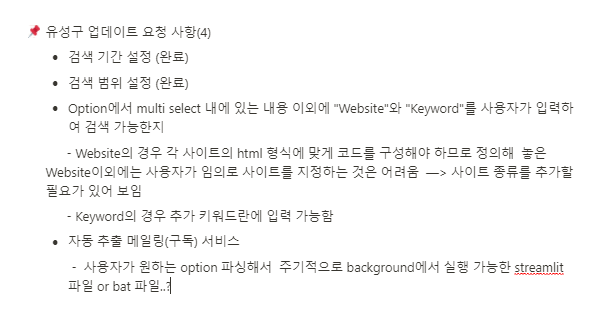 📌 유성구 업데이트 요청 사항(4)
• 검색 기간 설정 (완료)
• 검색 범위 설정 (완료)
• Option에서 multi select 내에 있는 내용 이외에 "Website"와 "Keyword"를 사용자가 입력하
여 검색 가능한지
- Website의 경우 각 사이트의 html 형식에 맞게 코드를 구성해야 하므로 정의해 놓은
Website이외에는 사용자가 임의로 사이트를 지정하는 것은 어려움 —> 사이트 종류를 추가할
필요가 있어 보임
- Keyword의 경우 추가 키워드란에 입력 가능함
• 자동 추출 메일링(구독) 서비스
- 사용자가 원하는 option 파싱해서 주기적으로 background에서 실행 가능한 streamlit
파일 or bat 파일..?